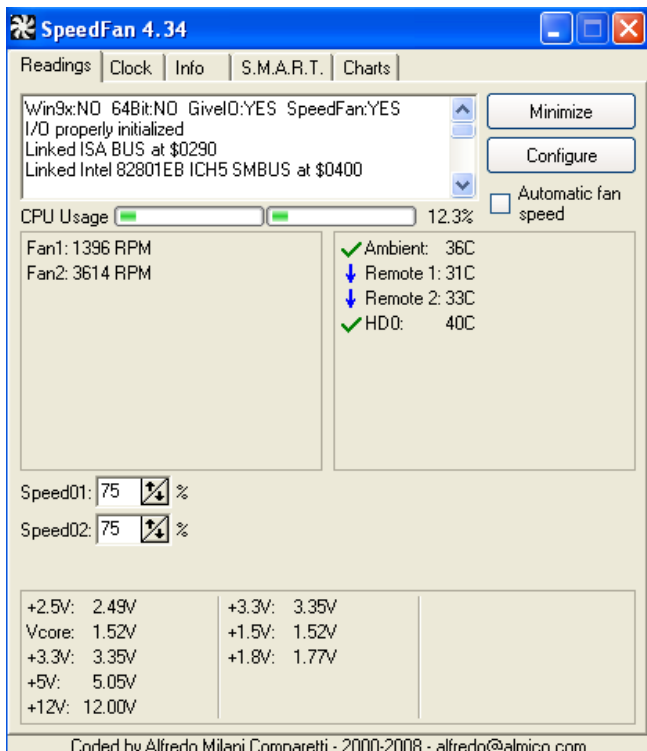 SpeedFan 4.34
Readings Clock Info S.M.A.R.T. Charts
Win9x:NO 64Bit:NO GiveIO:YES SpeedFan:YES
I/O properly initialized
Linked ISA BUS at $0290
Linked Intel 82801EB ICH5 SMBUS at $0400
Minimize
Configure
Automatic fan
speed
CPU Usage 12.3%
Fan1: 1396 RPM
Fan2: 3614 RPM
Ambient: 36C
Remote 1: 31C
Remote 2: 33C
HD0: 40C
Speed01: 75 %
Speed02: 75 %
+2.5V: 2.49V
Vcore: 1.52V
+3.3V: 3.35V
+5V: 5.05V
+12V: 12.00V
+3.3V: 3.35V
+1.5V: 1.52V
+1.8V: 1.77V
Coded by Alfredo Milani Comparetti - 2000-2008 - alfredo@almico.com